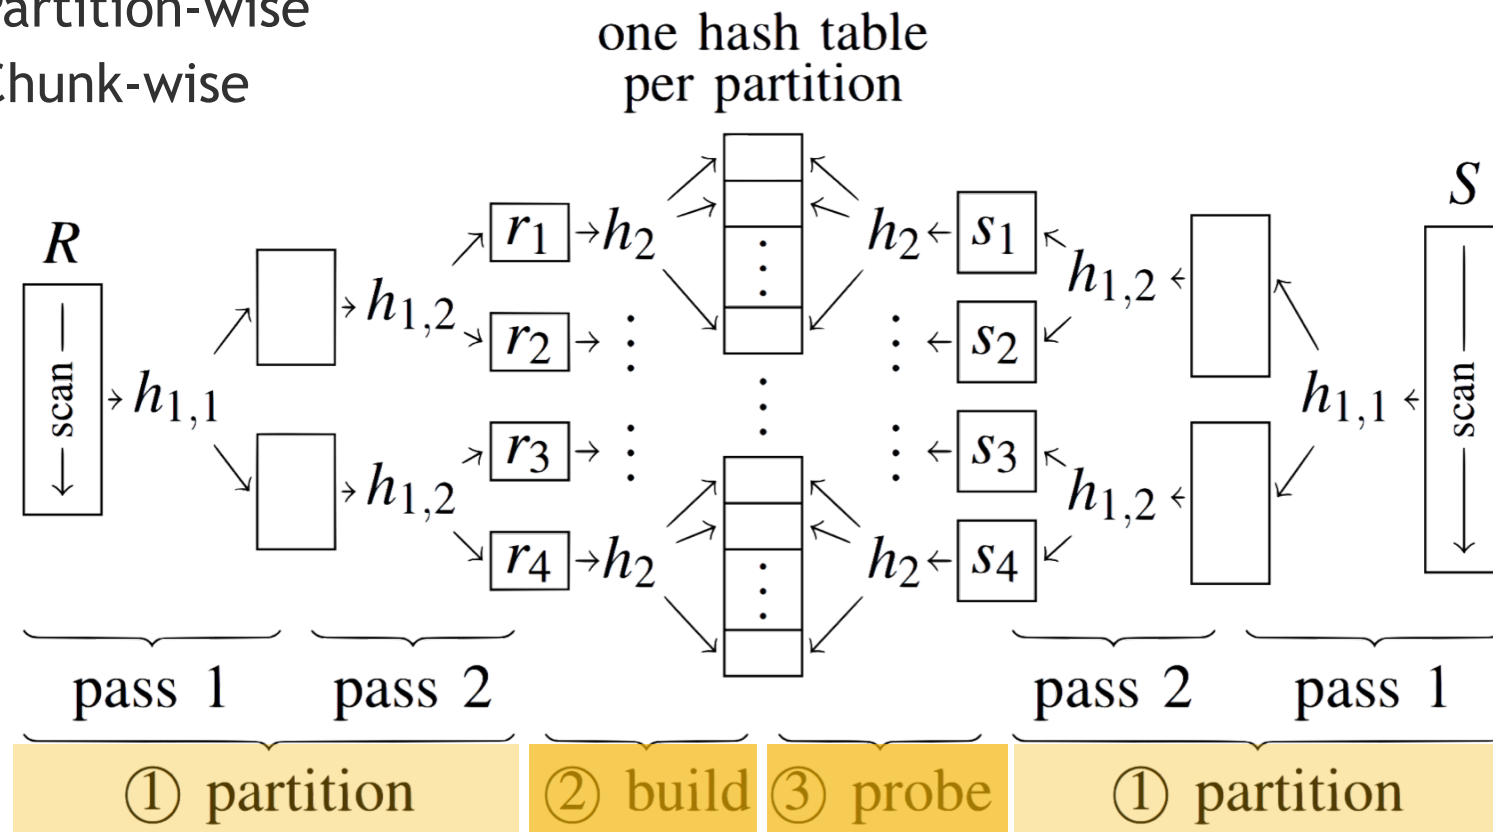 Partition-wise
Chunk-wise
one hash table
per partition
R
scan
h1,1
h1,2
h1,2
r1
r2
r3
r4
h2
h2
h2
h2
s1
s2
s3
s4
h1,2
h1,2
h1,1
S
scan
pass 1
pass 2
pass 2
pass 1
① partition
② build
③ probe
① partition